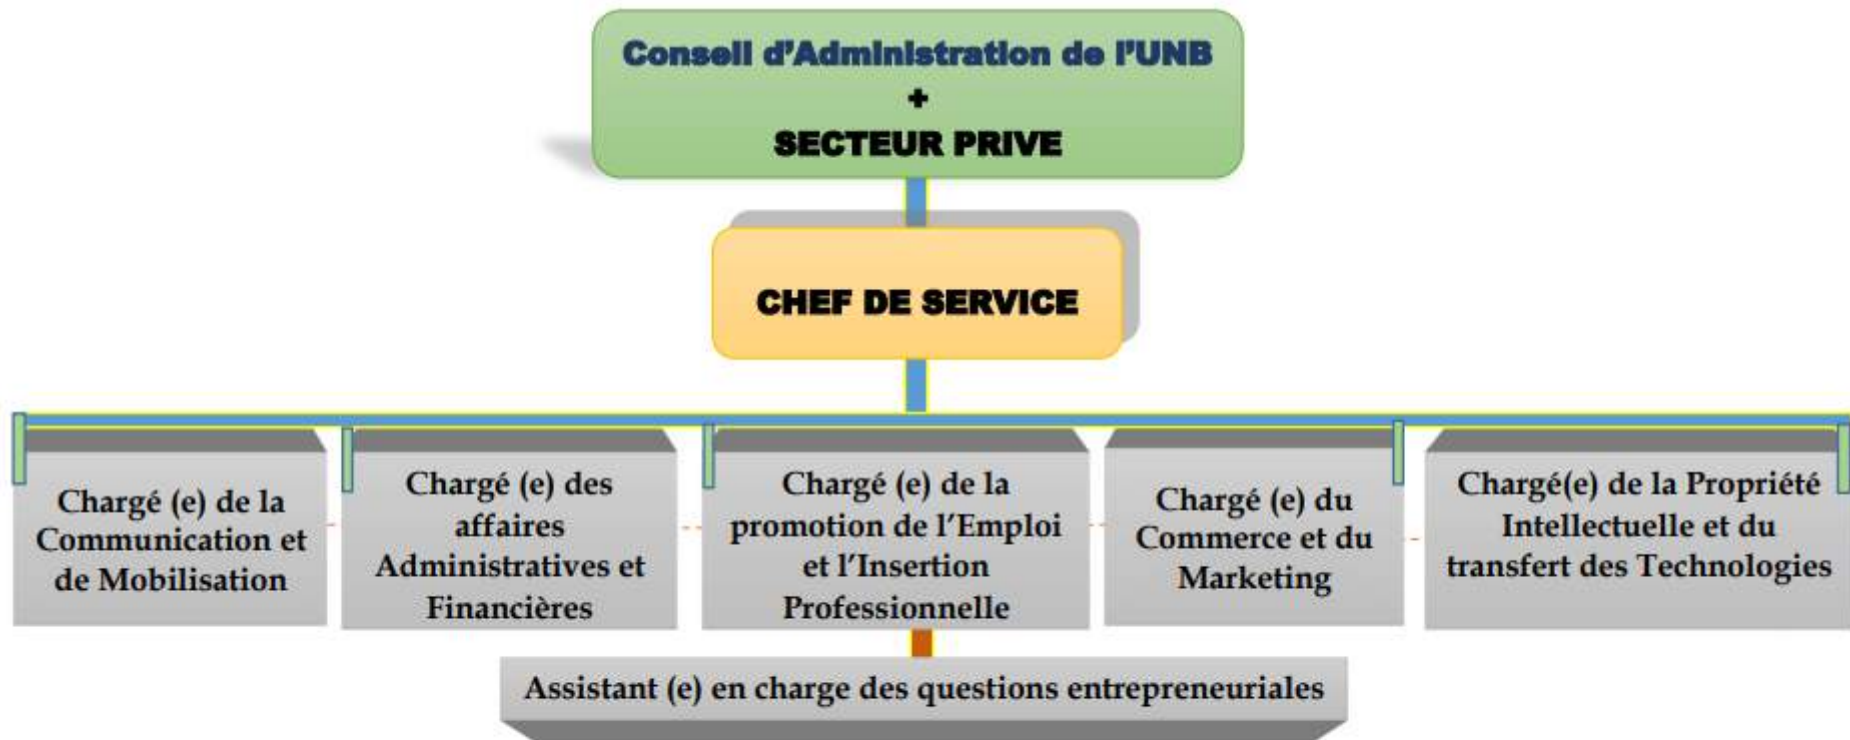 Conseil d'Administration de l'UNB
+
SECTEUR PRIVE
CHEF DE SERVICE
Chargé (e) de la
Communication et
de Mobilisation
Chargé (e) des
affaires
Administratives et
Financières
Chargé (e) de la
promotion de l'Emploi
et l'Insertion
Professionnelle
Chargé (e) du
Commerce et du
Marketing
Chargé(e) de la Propriété
Intellectuelle et du
transfert des Technologies
Assistant (e) en charge des questions entrepreneuriales